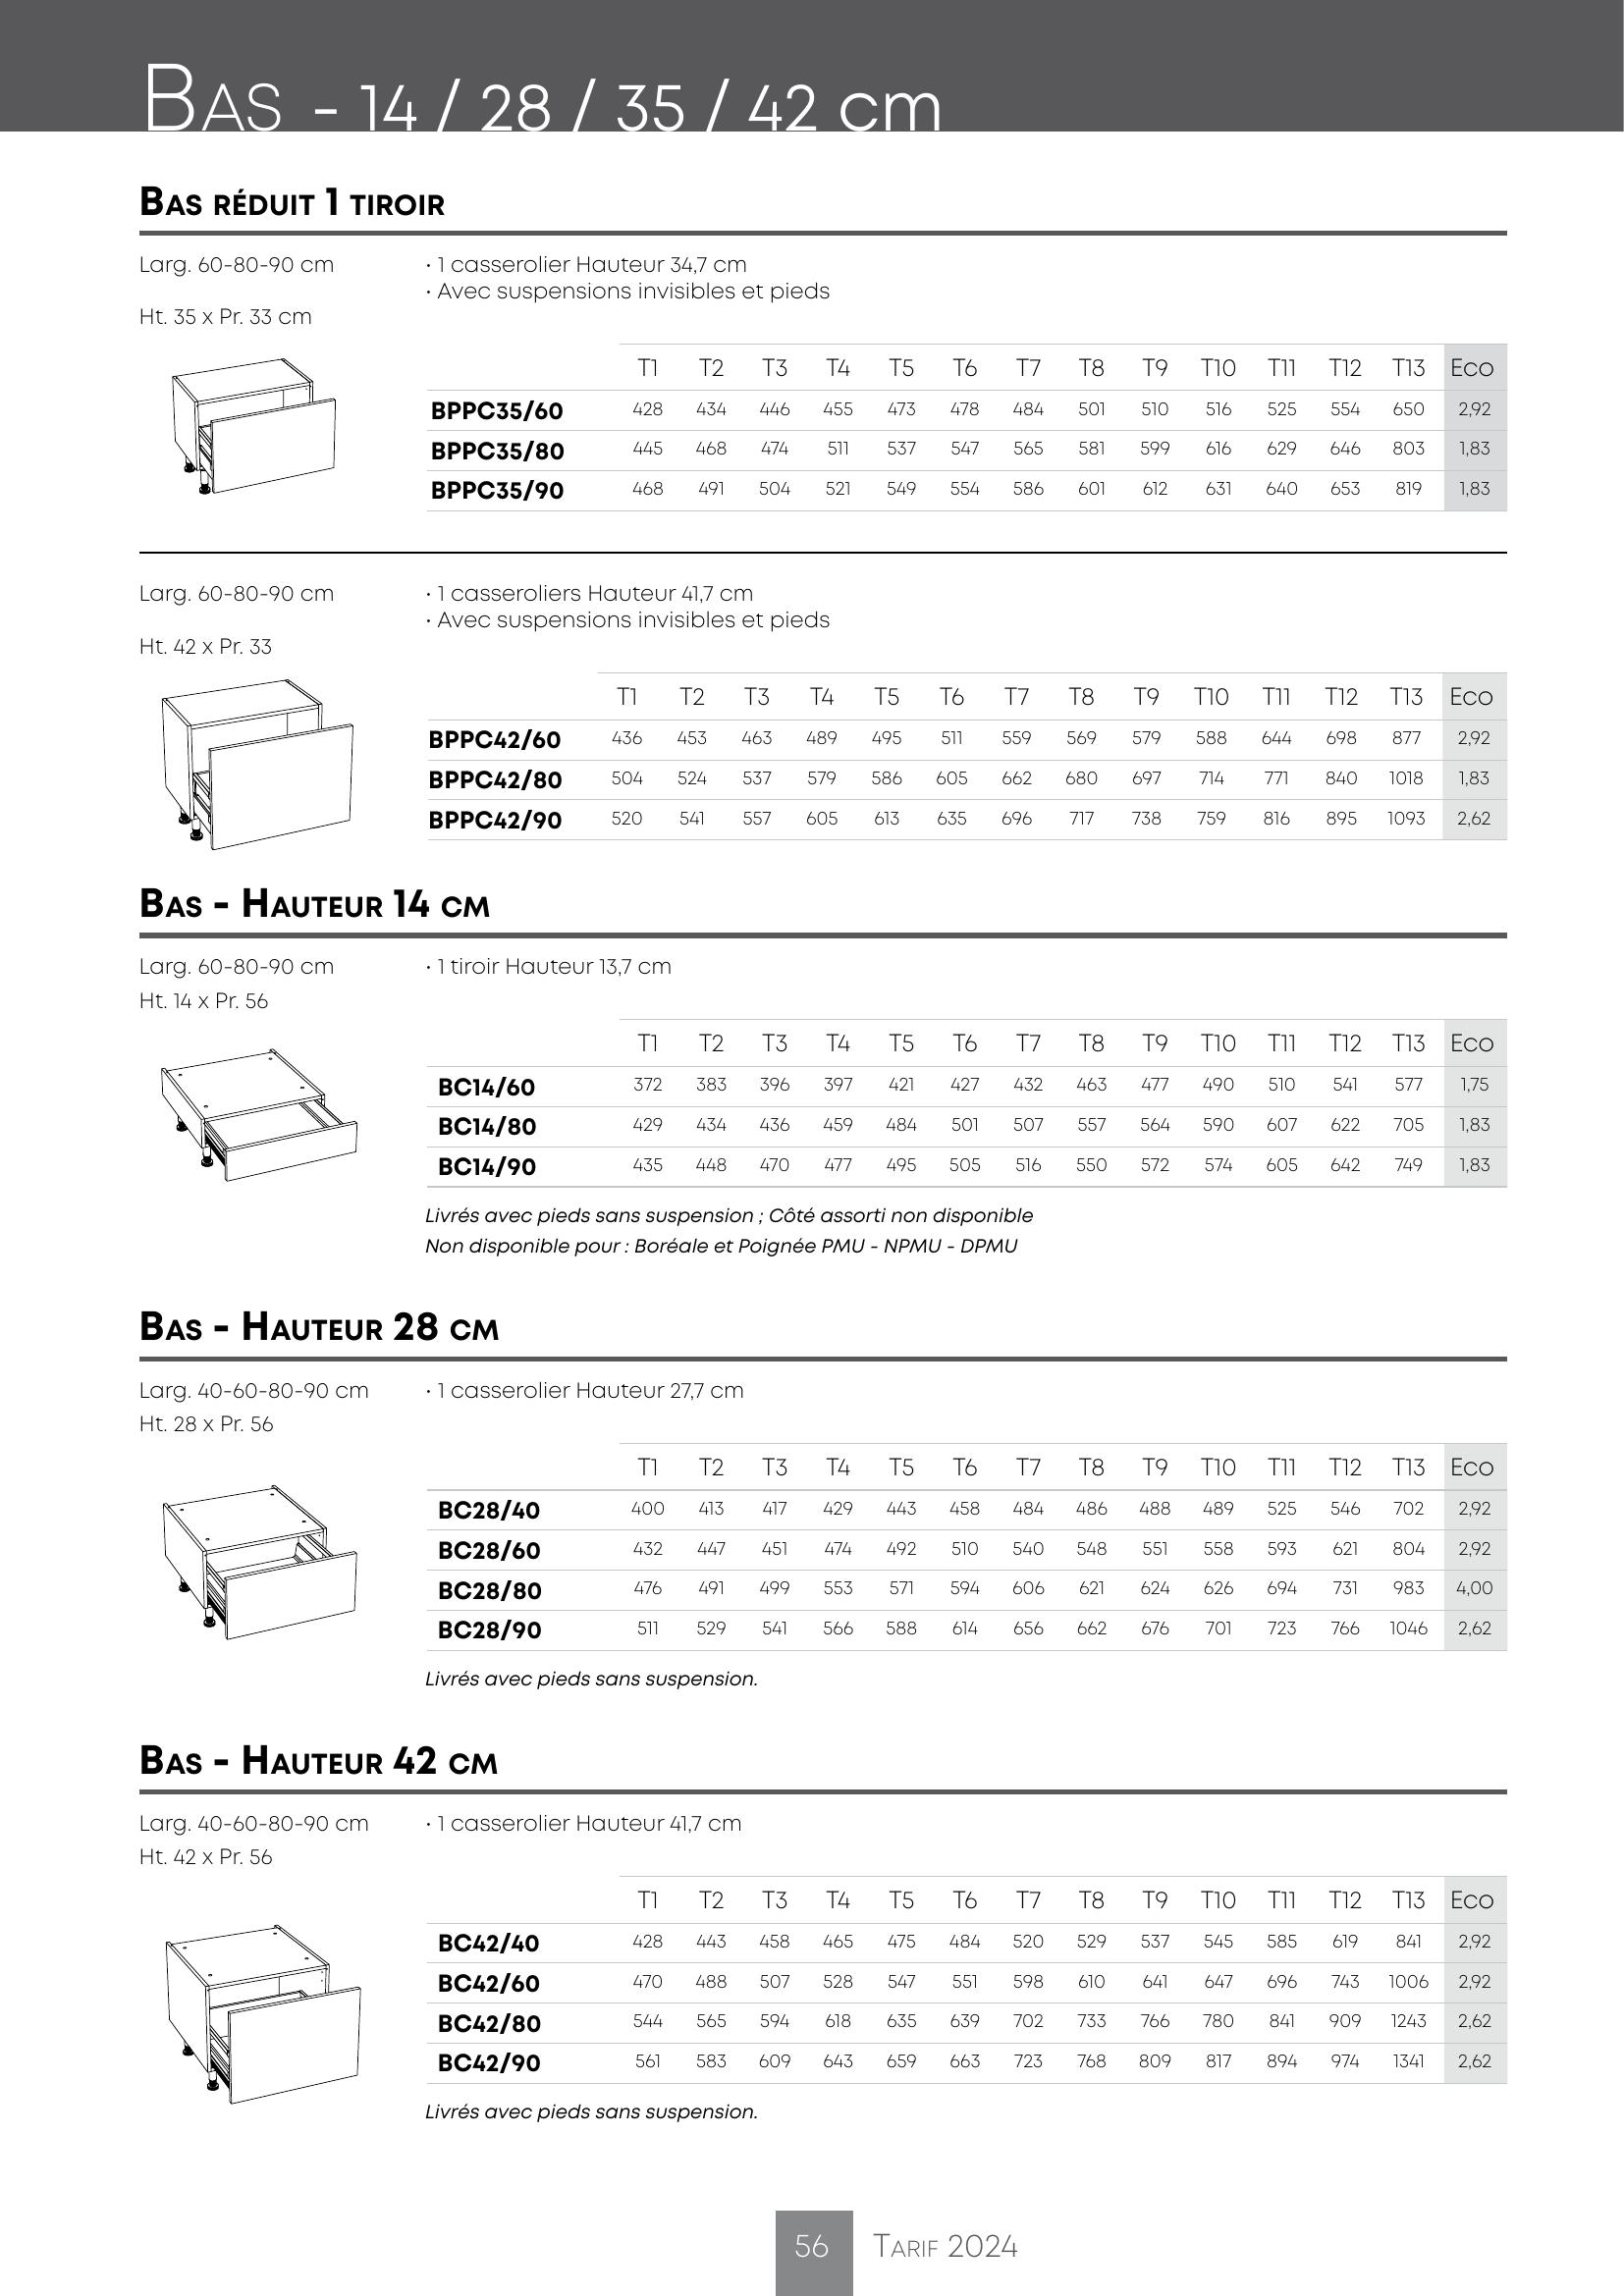 Bas - 14 / 28 / 35 / 42 cm
Bas réduit 1 tiroir
Larg. 60-80-90 cm
Ht. 35 x Pr. 33 cm
· 1 casserolier Hauteur 34,7 cm
· Avec suspensions invisibles et pieds
T1 T2 T3 T4 T5 T6 T7 T8 T9 T10 T11 T12 T13 Eco
BPPC35/60 428 434 446 455 473 478 484 501 510 516 525 554 650 2,92
BPPC35/80 445 468 474 511 537 547 565 581 599 616 629 646 803 1,83
BPPC35/90 468 491 504 521 549 554 586 601 612 631 640 653 819 1,83
Larg. 60-80-90 cm
Ht. 42 x Pr. 33
· 1 casseroliers Hauteur 41,7 cm
· Avec suspensions invisibles et pieds
T1 T2 T3 T4 T5 T6 T7 T8 T9 T10 T11 T12 T13 Eco
BPPC42/60 436 453 463 489 495 511 559 569 579 588 644 698 877 2,92
BPPC42/80 504 524 537 579 586 605 662 680 697 714 771 840 1018 1,83
BPPC42/90 520 541 557 605 613 635 696 717 738 759 816 895 1093 2,62
Bas - Hauteur 14 cm
Larg. 60-80-90 cm
Ht. 14 x Pr. 56
· 1 tiroir Hauteur 13,7 cm
T1 T2 T3 T4 T5 T6 T7 T8 T9 T10 T11 T12 T13 Eco
BC14/60 372 383 396 397 421 427 432 463 477 490 510 541 577 1,75
BC14/80 429 434 436 459 484 501 507 557 564 590 607 622 705 1,83
BC14/90 435 448 470 477 495 505 516 550 572 574 605 642 749 1,83
Livrés avec pieds sans suspension ; Côté assorti non disponible
Non disponible pour : Boréale et Poignée PMU - NPMU - DPMU
Bas - Hauteur 28 cm
Larg. 40-60-80-90 cm
Ht. 28 x Pr. 56
· 1 casserolier Hauteur 27,7 cm
T1 T2 T3 T4 T5 T6 T7 T8 T9 T10 T11 T12 T13 Eco
BC28/40 400 413 417 429 443 458 484 486 488 489 525 546 702 2,92
BC28/60 432 447 451 474 492 510 540 548 551 558 593 621 804 2,92
BC28/80 476 491 499 553 571 594 606 621 624 626 694 731 983 4,00
BC28/90 511 529 541 566 588 614 656 662 676 701 723 766 1046 2,62
Livrés avec pieds sans suspension.
Bas - Hauteur 42 cm
Larg. 40-60-80-90 cm
Ht. 42 x Pr. 56
· 1 casserolier Hauteur 41,7 cm
T1 T2 T3 T4 T5 T6 T7 T8 T9 T10 T11 T12 T13 Eco
BC42/40 428 443 458 465 475 484 520 529 537 545 585 619 841 2,92
BC42/60 470 488 507 528 547 551 598 610 641 647 696 743 1006 2,92
BC42/80 544 565 594 618 635 639 702 733 766 780 841 909 1243 2,62
BC42/90 561 583 609 643 659 663 723 768 809 817 894 974 1341 2,62
Livrés avec pieds sans suspension.
56 Tarif 2024